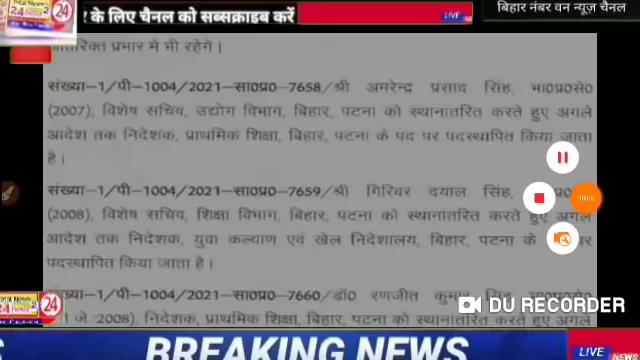 के लिए चैनल को सब्सक्राइब करें
LIVE
बिहार नंबर वन न्यूज़ चैनल
24
प्रभार में भी रहेंगे।
संख्या-1/पी-1004/2021-सा0प्र0-7658/श्री अमरेन्द्र प्रसाद सिंह, भा0प्र0से0
(2007), विशेष सचिव, उद्योग विभाग, बिहार, पटना को स्थानांतरित करते हुए अगले
आदेश तक निदेशक, प्राथमिक शिक्षा, बिहार, पटना के पद पर पदस्थापित किया जाता
है।
संख्या-1/पी-1004/2021-सा0प्र0-7659/श्री गिरिवर दयाल सिंह,
(2008), विशेष सचिव, शिक्षा विभाग, बिहार, पटना को स्थानांतरित करते हुए अगले
आदेश तक निदेशक, युवा कल्याण एवं खेल निदेशालय, बिहार, पटना के
पदस्थापित किया जाता है।
-1/पी-1004/2021-सा0प्र0-7660/डॉ0 रणजीत कुमार सिंह,
2008), निदेशक, प्राथमिक शिक्षा, बिहार, पटना को स्थानांतरित करते हुए अगले
24
DU RECORDER
BREAKING NEWS
LIVE
NEWS